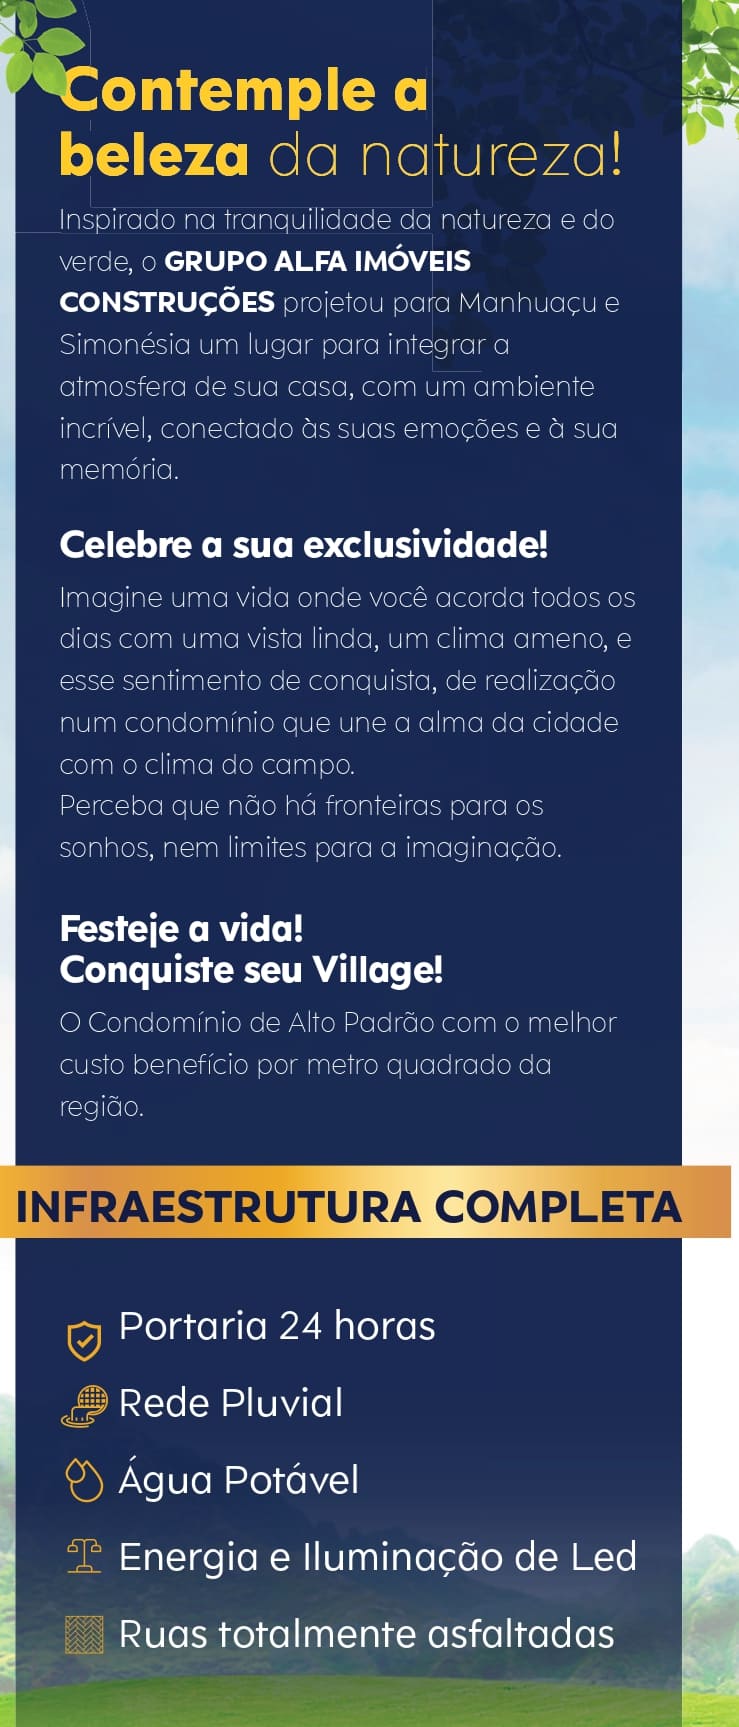 Contemple a
beleza da natureza!
Inspirado na tranquilidade da natureza e do
verde, o GRUPO ALFA IMÓVEIS
CONSTRUÇÕES projetou para Manhuaçu e
Simonésia um lugar para integrar a
atmosfera de sua casa, com um ambiente
incrível, conectado às suas emoções e à sua
memória.
Celebre a sua exclusividade!
Imagine uma vida onde você acorda todos os
dias com uma vista linda, um clima ameno, e
esse sentimento de conquista, de realização
num condomínio que une a alma da cidade
com o clima do campo.
Perceba que não há fronteiras para os
sonhos, nem limites para a imaginação.
Festeje a vida!
Conquiste seu Village!
O Condomínio de Alto Padrão com o melhor
custo benefício por metro quadrado da
região.
INFRAESTRUTURA COMPLETA
Portaria 24 horas
Rede Pluvial
Água Potável
Energia e Iluminação de Led
Ruas totalmente asfaltadas